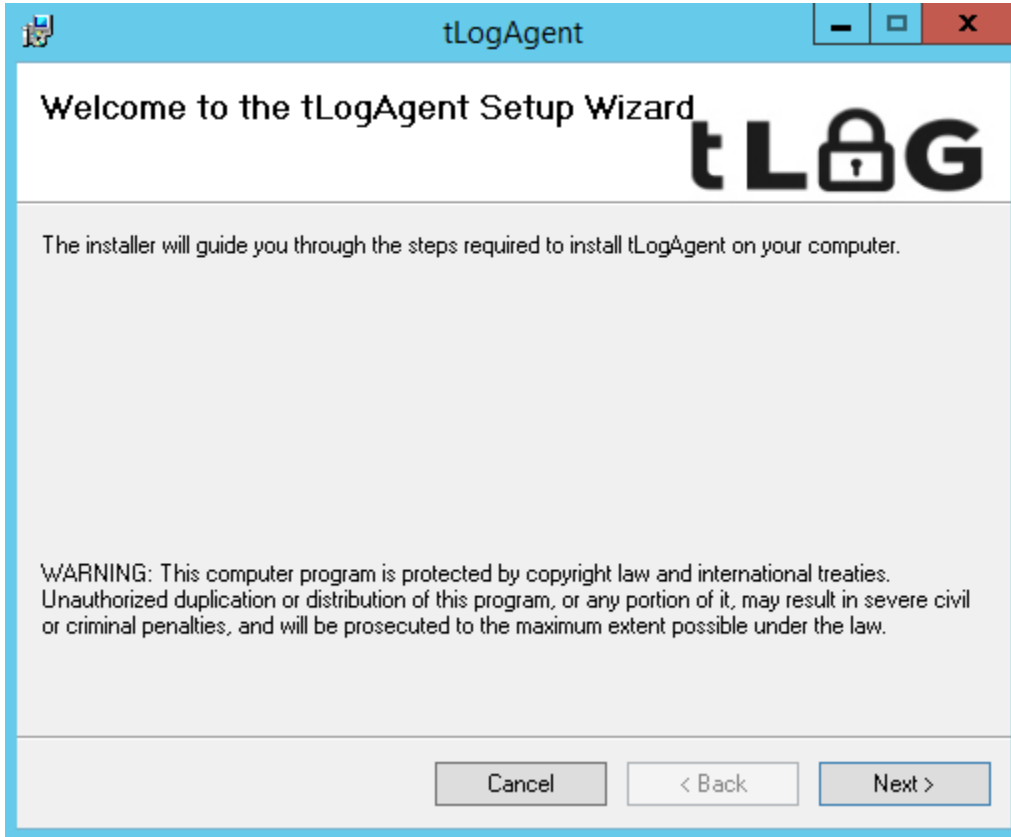 tLogAgent
Welcome to the tLogAgent Setup Wizard
tLOG
The installer will guide you through the steps required to install tLogAgent on your computer.
WARNING: This computer program is protected by copyright law and international treaties.
Unauthorized duplication or distribution of this program, or any portion of it, may result in severe civil
or criminal penalties, and will be prosecuted to the maximum extent possible under the law.
Cancel
< Back
Next >